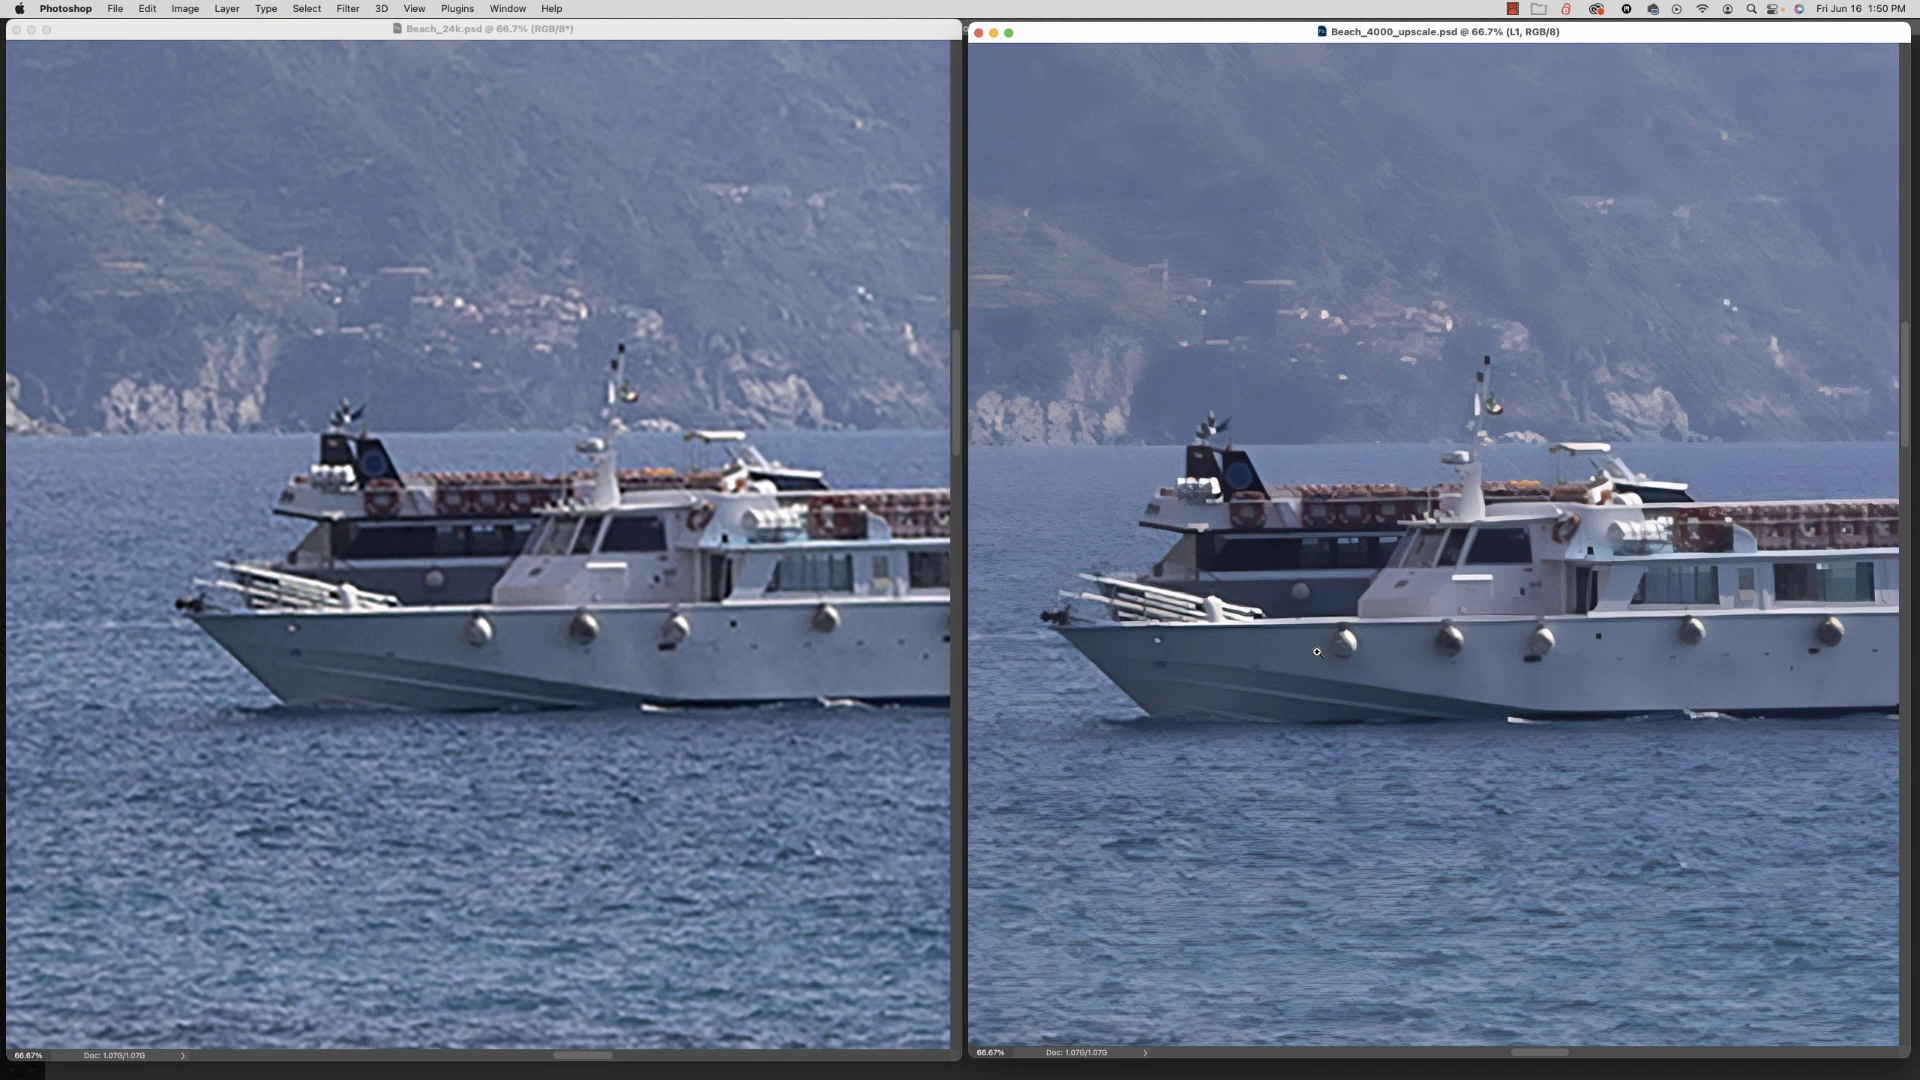 Photoshop File Edit Image Layer Type Select Filter 3D View Plugins Window Help Fri Jun 16 1:50 PM
Beach_24k.psd @ 66.7% (RGB/8*)
Beach_4000_upscale.psd @ 66.7% (L1, RGB/8)
66.67% Doc: 1.07G/1.07G
66.67% Doc: 1.07G/1.07G